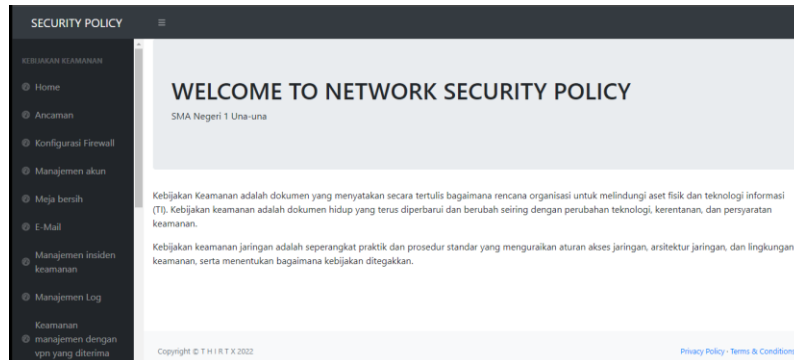 SECURITY POLICY
KEBIJAKAN KEAMANAN
Home
Ancaman
Konfigurasi Firewall
Manajemen akun
Meja bersih
E-Mail
Manajemen insiden
keamanan
Manajemen Log
Keamanan
manajemen dengan
vpn yang diterima
WELCOME TO NETWORK SECURITY POLICY
SMA Negeri 1 Una-una
Kebijakan Keamanan adalah dokumen yang menyatakan secara tertulis bagaimana rencana organisasi untuk melindungi aset fisik dan teknologi informasi
(TI). Kebijakan keamanan adalah dokumen hidup yang terus diperbarui dan berubah seiring dengan perubahan teknologi, kerentanan, dan persyaratan
keamanan.
Kebijakan keamanan jaringan adalah seperangkat praktik dan prosedur standar yang menguraikan aturan akses jaringan, arsitektur jaringan, dan lingkungan
keamanan, serta menentukan bagaimana kebijakan ditegakkan.
Copyright © T H I R T X 2022
Privacy Policy · Terms & Conditions